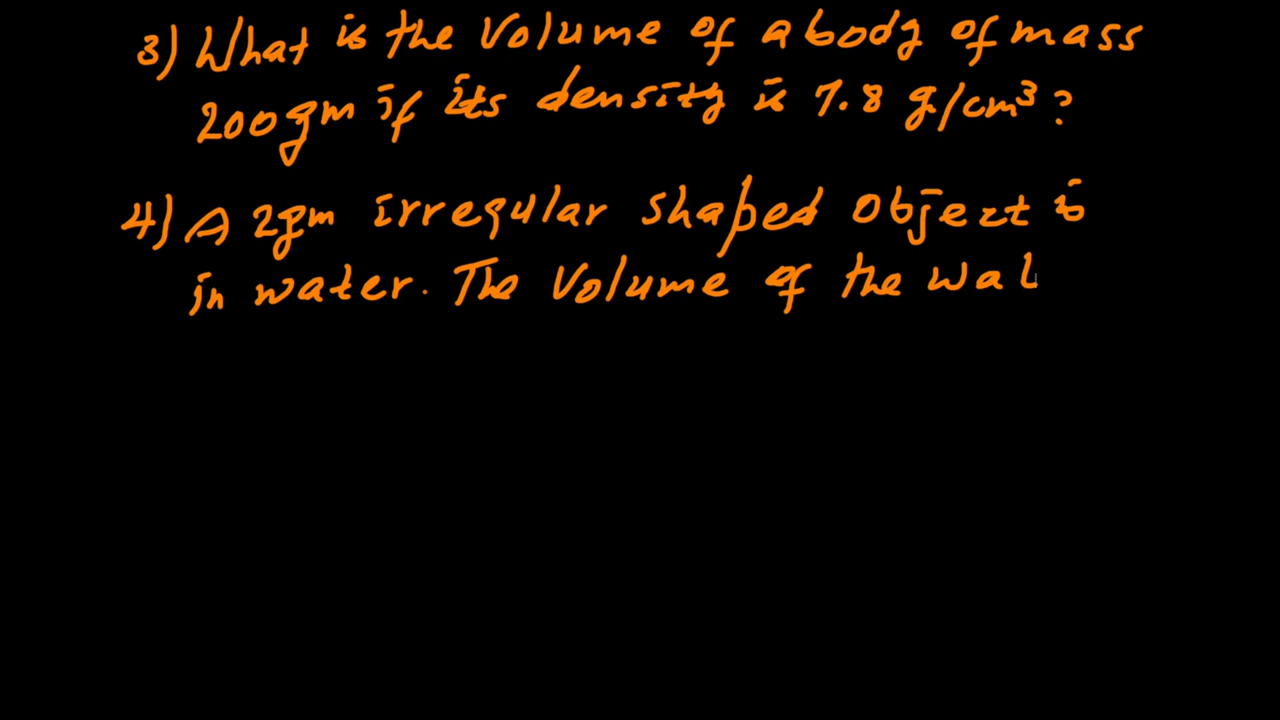 3) What is the Volume of a body of mass
200gm if its density is 7.8 g/cm³?
4) A 2gm irregular shaped object is
in water. The Volume of the wat